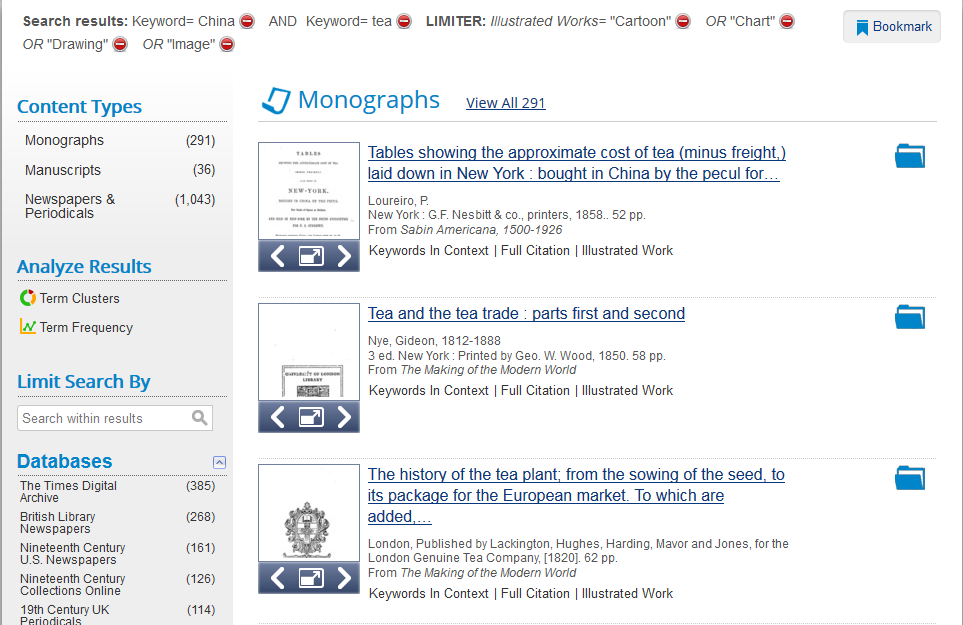 Search results: Keyword= China AND Keyword= tea LIMITER: Illustrated Works= "Cartoon" OR "Chart"
OR "Drawing" OR "Image"
Bookmark
Content Types
Monographs (291)
Manuscripts (36)
Newspapers & (1,043)
Periodicals
Analyze Results
Term Clusters
Term Frequency
Limit Search By
Search within results
Databases
The Times Digital (385)
Archive
British Library (268)
Newspapers
Nineteenth Century (161)
U.S. Newspapers
Nineteenth Century (126)
Collections Online
19th Century UK (114)
Periodicals
Monographs View All 291
TABLES
NEW-YORK.
Tables showing the approximate cost of tea (minus freight,)
laid down in New York : bought in China by the pecul for…
Loureiro, P.
New York : G.F. Nesbitt & co., printers, 1858.. 52 pp.
From Sabin Americana, 1500-1926
Keywords In Context | Full Citation | Illustrated Work
UNIVERSITY OF LONDON
LIBRARY
Tea and the tea trade : parts first and second
Nye, Gideon, 1812-1888
3 ed. New York : Printed by Geo. W. Wood, 1850. 58 pp.
From The Making of the Modern World
Keywords In Context | Full Citation | Illustrated Work
The history of the tea plant; from the sowing of the seed, to
its package for the European market. To which are
added,…
London, Published by Lackington, Hughes, Harding, Mavor and Jones, for the
London Genuine Tea Company, [1820]. 62 pp.
From The Making of the Modern World
Keywords In Context | Full Citation | Illustrated Work